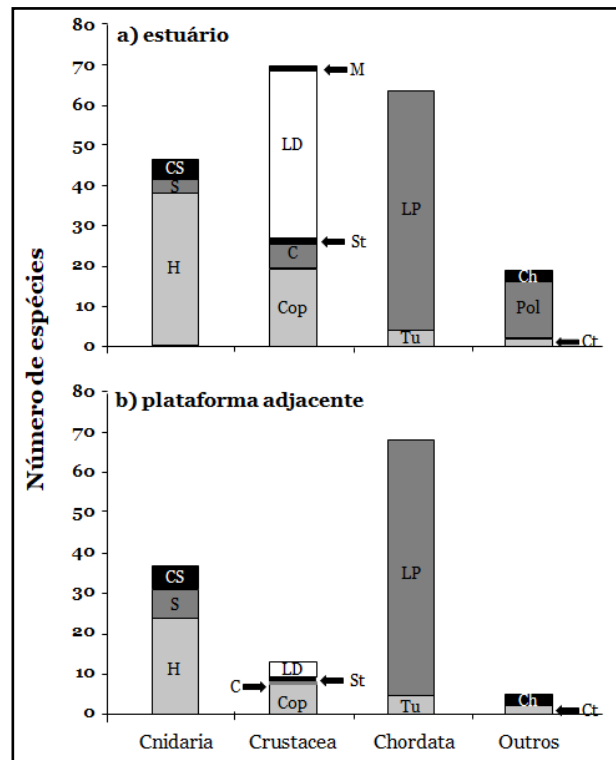 Número de espécies
a) estuário
80
70
60
50
40
30
20
10
0
CS
S
H
M
LD
St
C
Cop
LP
Tu
Ch
Pol
Ct
b) plataforma adjacente
80
70
60
50
40
30
20
10
0
CS
S
H
LD
C
St
Cop
LP
Tu
Ch
Ct
Cnidaria Crustacea Chordata Outros